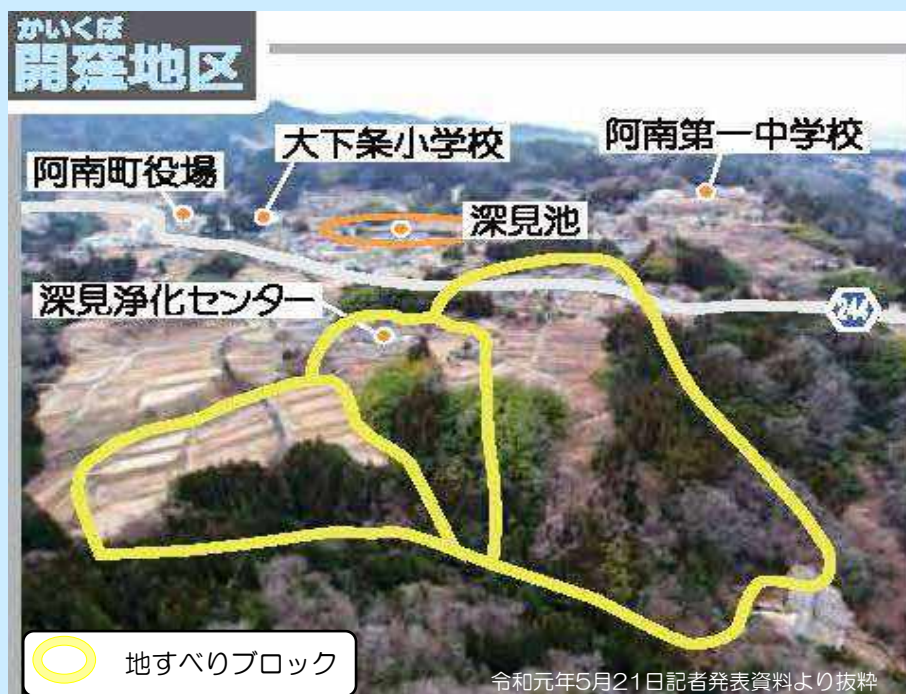 かいくぼ
開窪地区
大下条小学校
阿南第一中学校
阿南町役場
深見池
深見浄化センター
244
地すべりブロック
令和元年5月21日記者発表資料より抜粋